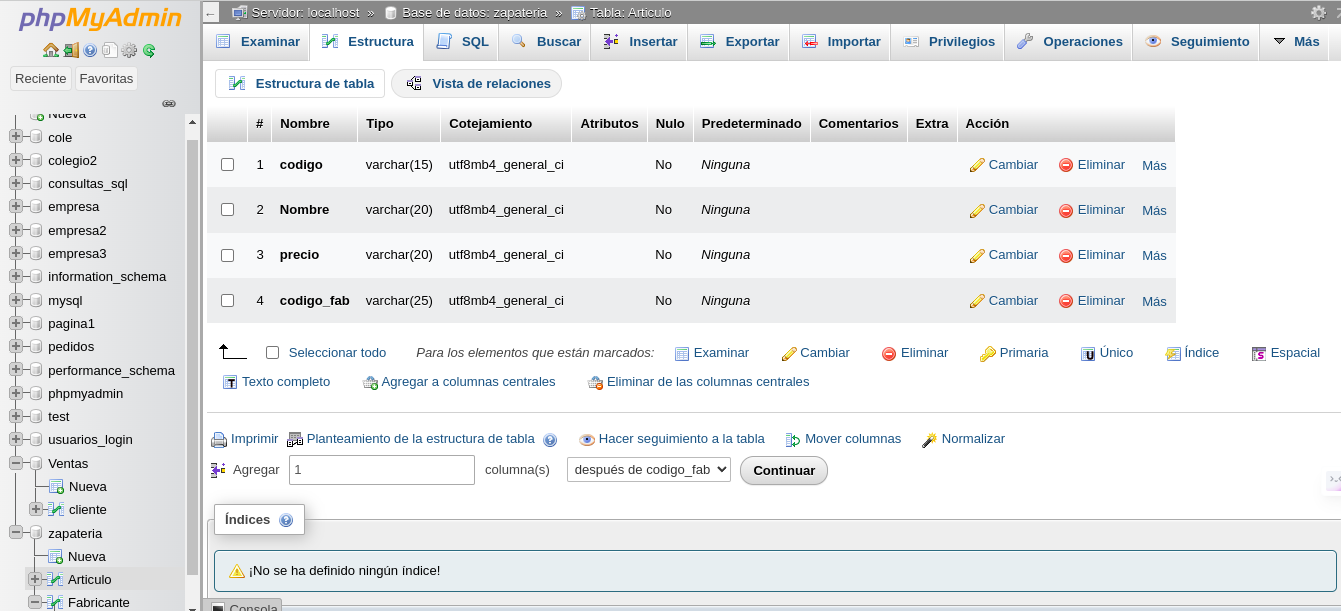 phpMyAdmin
Reciente Favoritas
Nueva
cole
colegio2
consultas_sql
empresa
empresa2
empresa3
information_schema
mysql
pagina1
pedidos
performance_schema
phpmyadmin
test
usuarios_login
Ventas
Nueva
cliente
zapateria
Nueva
Articulo
Fabricante
← Servidor: localhost » Base de datos: zapateria » Tabla: Articulo
Examinar Estructura SQL Buscar Insertar Exportar Importar Privilegios Operaciones Seguimiento Más
Estructura de tabla Vista de relaciones
# Nombre Tipo Cotejamiento Atributos Nulo Predeterminado Comentarios Extra Acción
1 codigo varchar(15) utf8mb4_general_ci No Ninguna Cambiar Eliminar Más
2 Nombre varchar(20) utf8mb4_general_ci No Ninguna Cambiar Eliminar Más
3 precio varchar(20) utf8mb4_general_ci No Ninguna Cambiar Eliminar Más
4 codigo_fab varchar(25) utf8mb4_general_ci No Ninguna Cambiar Eliminar Más
Seleccionar todo Para los elementos que están marcados: Examinar Cambiar Eliminar Primaria Único Índice Espacial
Texto completo Agregar a columnas centrales Eliminar de las columnas centrales
Imprimir Planteamiento de la estructura de tabla Hacer seguimiento a la tabla Mover columnas Normalizar
Agregar 1 columna(s) después de codigo_fab Continuar
Índices
¡No se ha definido ningún índice!
Consola